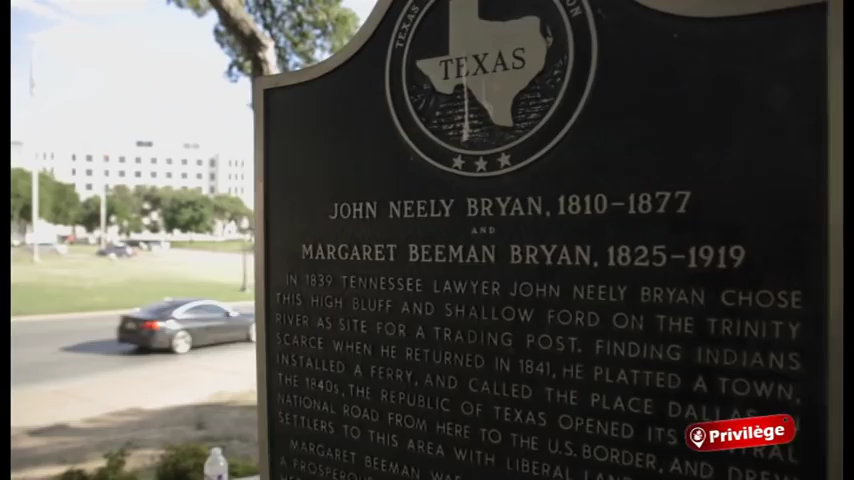 TEXAS
TEXAS
JOHN NEELY BRYAN, 1810–1877
AND
MARGARET BEEMAN BRYAN, 1825–1919
IN 1839 TENNESSEE LAWYER JOHN NEELY BRYAN CHOSE
THIS HIGH BLUFF AND SHALLOW FORD ON THE TRINITY
RIVER AS SITE FOR A TRADING POST. FINDING INDIANS
SCARCE WHEN HE RETURNED IN 1841, HE PLATTED A TOWN,
INSTALLED A FERRY, AND CALLED THE PLACE DALLAS
THE 1840s, THE REPUBLIC OF TEXAS OPENED ITS
NATIONAL ROAD FROM HERE TO THE U.S. BORDER, AND DREW
SETTLERS TO THIS AREA WITH LIBERAL
MARGARET BEEMAN
A PROSPEROUS
Privilège